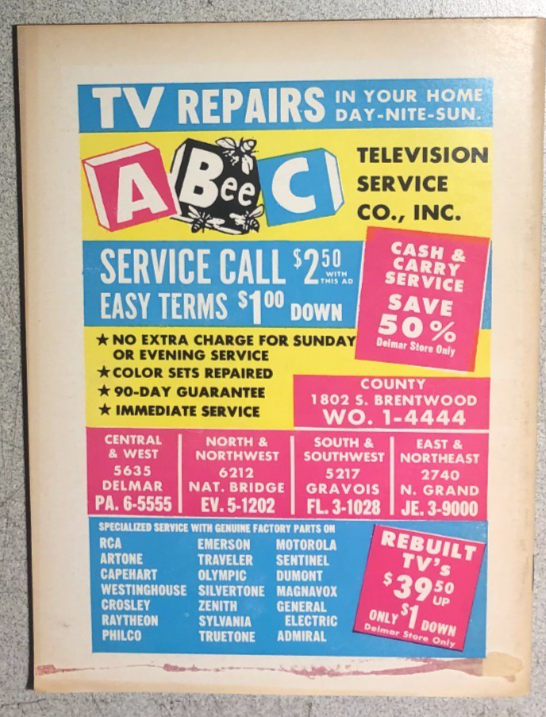 TV REPAIRS IN YOUR HOME
DAY-NITE-SUN.
A Bee C
TELEVISION
SERVICE
CO., INC.
SERVICE CALL $2.50 WITH
THIS AD
EASY TERMS $1.00 DOWN
CASH &
CARRY
SERVICE
SAVE
50%
Delmar Store Only
★ NO EXTRA CHARGE FOR SUNDAY
OR EVENING SERVICE
★ COLOR SETS REPAIRED
★ 90-DAY GUARANTEE
★ IMMEDIATE SERVICE
COUNTY
1802 S. BRENTWOOD
WO. 1-4444
CENTRAL
& WEST
5635
DELMAR
PA. 6-5555
NORTH &
NORTHWEST
6212
NAT. BRIDGE
EV. 5-1202
SOUTH &
SOUTHWEST
5217
GRAVOIS
FL. 3-1028
EAST &
NORTHEAST
2740
N. GRAND
JE. 3-9000
SPECIALIZED SERVICE WITH GENUINE FACTORY PARTS ON
RCA
ARTONE
CAPEHART
WESTINGHOUSE
CROSLEY
RAYTHEON
PHILCO
EMERSON
TRAVELER
OLYMPIC
SILVERTONE
ZENITH
SYLVANIA
TRUETONE
MOTOROLA
SENTINEL
DUMONT
MAGNAVOX
GENERAL
ELECTRIC
ADMIRAL
REBUILT
TV's
$39.50
UP
ONLY $1 DOWN
Delmar Store Only